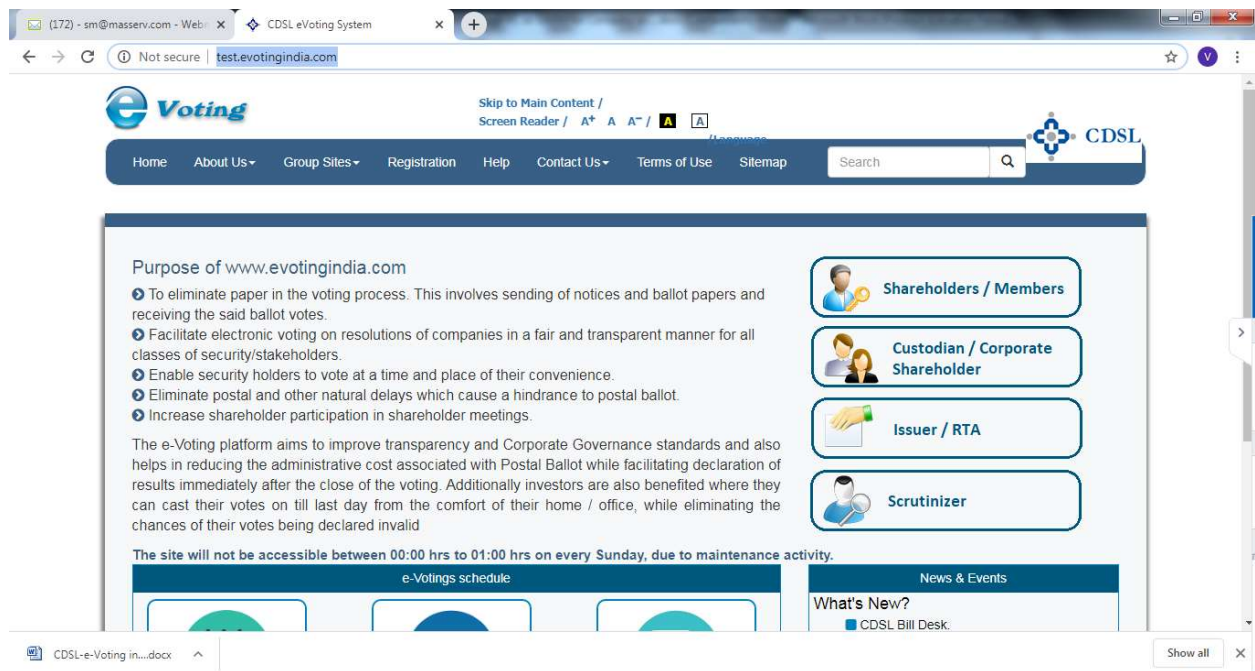 (172) - sm@masserv.com - Web
CDSL eVoting System
Not secure | test.evotingindia.com
V
e Voting
Skip to Main Content /
Screen Reader / A+ A A- / A A
/Language
CDSL
Home About Us Group Sites Registration Help Contact Us Terms of Use Sitemap Search
Purpose of www.evotingindia.com
To eliminate paper in the voting process. This involves sending of notices and ballot papers and
receiving the said ballot votes.
Facilitate electronic voting on resolutions of companies in a fair and transparent manner for all
classes of security/stakeholders.
Enable security holders to vote at a time and place of their convenience.
Eliminate postal and other natural delays which cause a hindrance to postal ballot.
Increase shareholder participation in shareholder meetings.
The e-Voting platform aims to improve transparency and Corporate Governance standards and also
helps in reducing the administrative cost associated with Postal Ballot while facilitating declaration of
results immediately after the close of the voting. Additionally investors are also benefited where they
can cast their votes on till last day from the comfort of their home / office, while eliminating the
chances of their votes being declared invalid
Shareholders / Members
Custodian / Corporate
Shareholder
Issuer / RTA
Scrutinizer
The site will not be accessible between 00:00 hrs to 01:00 hrs on every Sunday, due to maintenance activity.
e-Votings schedule
News & Events
What's New?
CDSL Bill Desk.
CDSL-e-Voting in....docx
Show all